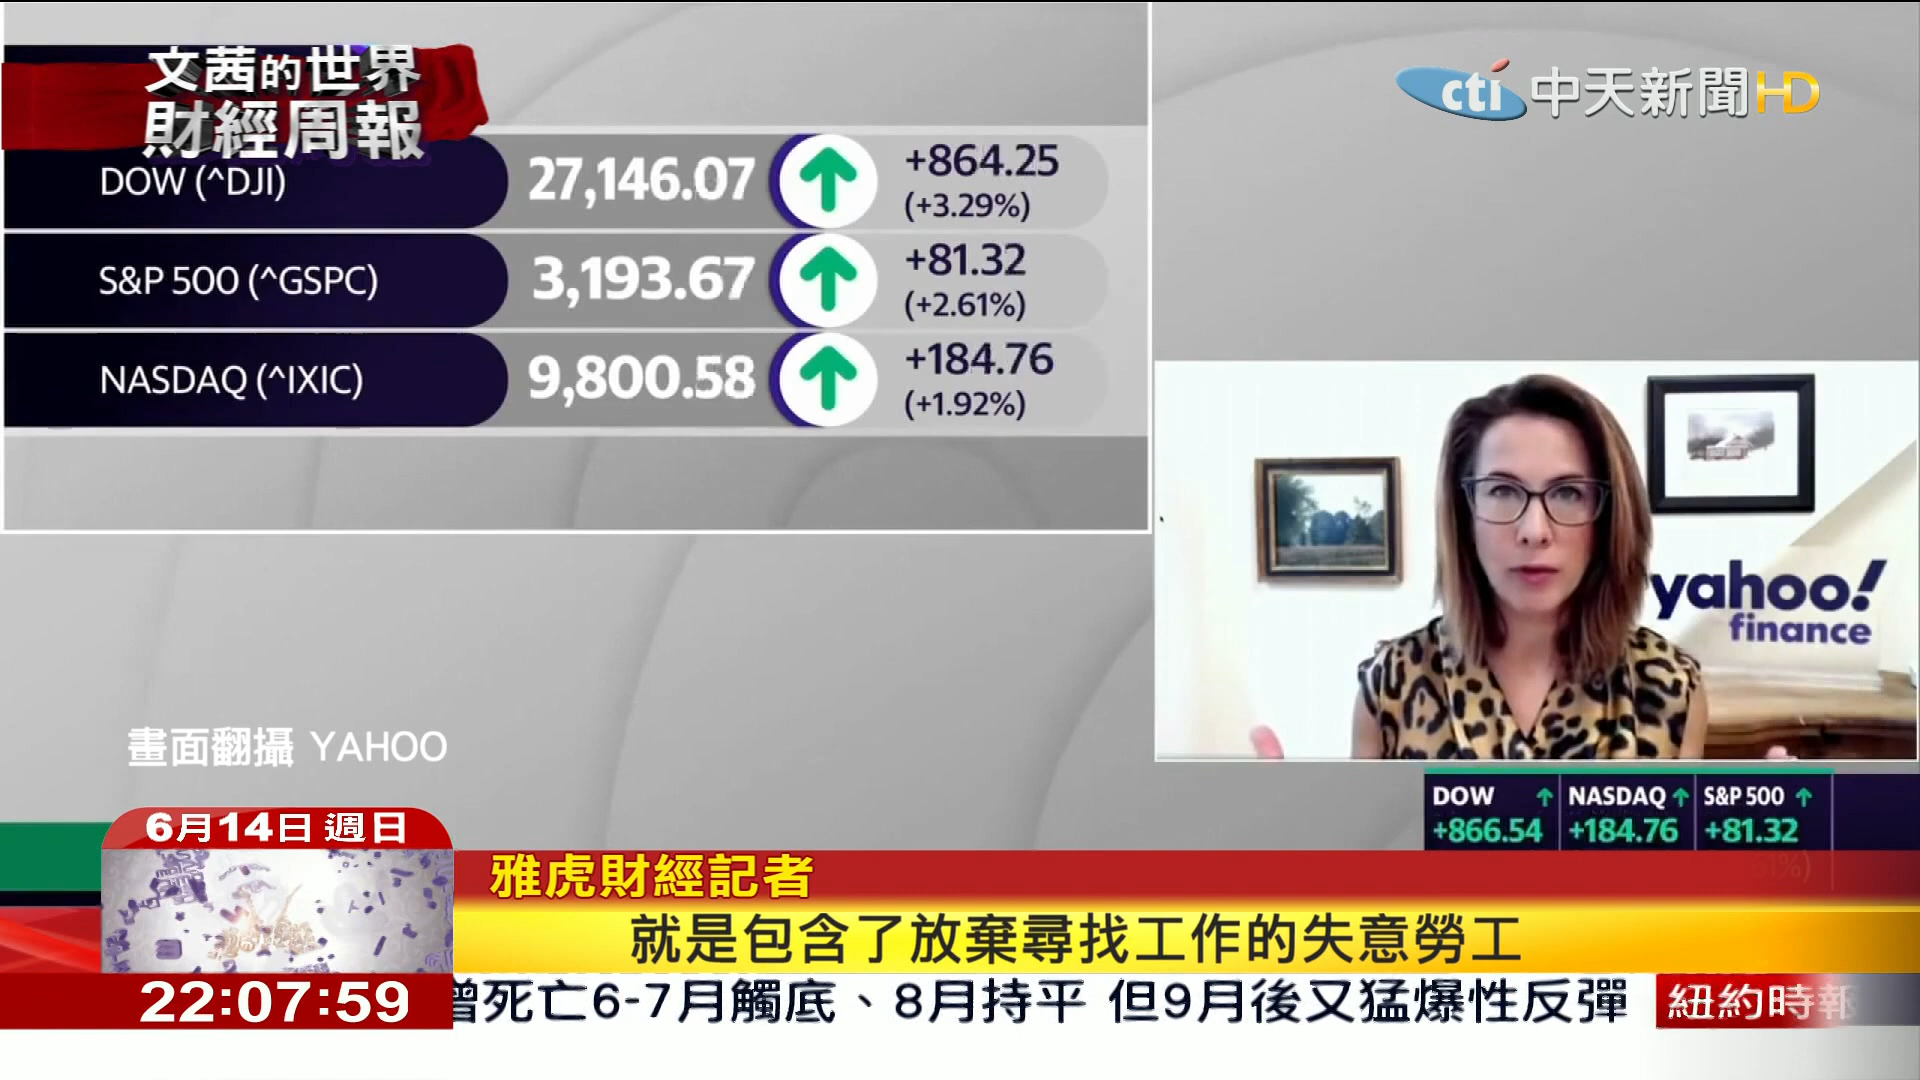 文茜的世界
財經周報
cti 中天新聞HD
DOW (^DJI) 27,146.07 +864.25
(+3.29%)
S&P 500 (^GSPC) 3,193.67 +81.32
(+2.61%)
NASDAQ (^IXIC) 9,800.58 +184.76
(+1.92%)
yahoo!
finance
畫面翻攝 YAHOO
DOW NASDAQ S&P 500
+866.54 +184.76 +81.32
61%)
6月14日 週日
雅虎財經記者
就是包含了放棄尋找工作的失意勞工
22:07:59
增死亡6-7月觸底、8月持平 但9月後又猛爆性反彈
紐約時報